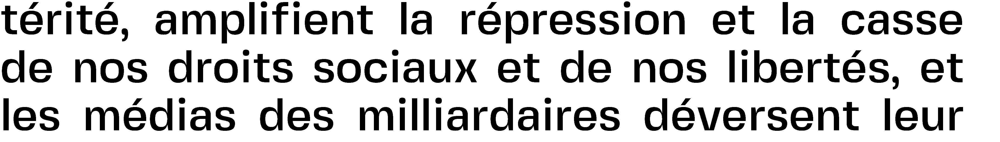 térité, amplifient la répression et la casse
de nos droits sociaux et de nos libertés, et
les médias des milliardaires déversent leur